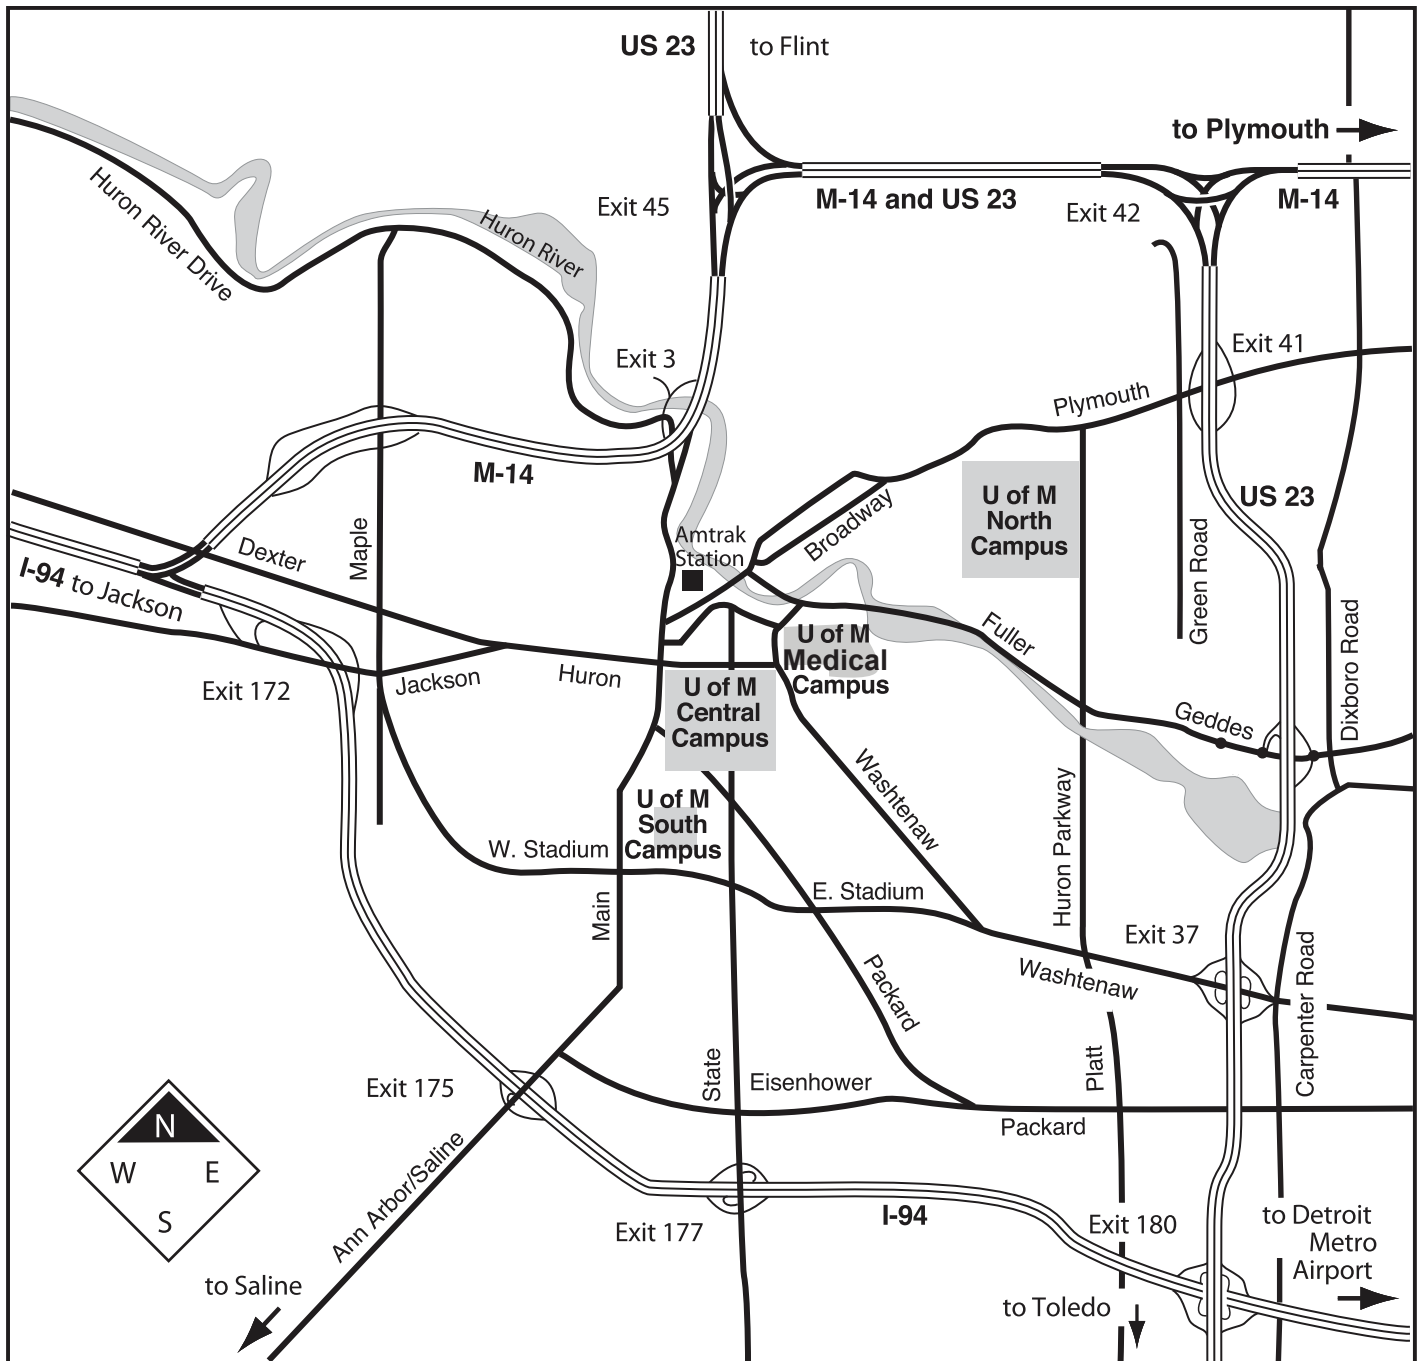 US 23
to Flint
to Plymouth
M-14 and US 23
M-14
Exit 45
Exit 42
Huron River Drive
Huron River
Exit 3
Exit 41
Plymouth
M-14
US 23
U of M
North
Campus
Broadway
Amtrak
Station
Maple
Dexter
I-94 to Jackson
Green Road
Dixboro Road
Fuller
U of M
Medical
Campus
Exit 172
Jackson
Huron
U of M
Central
Campus
Geddes
Washtenaw
U of M
South
Campus
W. Stadium
E. Stadium
Main
Huron Parkway
Exit 37
Washtenaw
Packard
Carpenter Road
Exit 175
State
Eisenhower
Platt
Packard
N
W E
S
Ann Arbor/Saline
Exit 177
I-94
Exit 180
to Detroit
Metro
Airport
to Saline
to Toledo